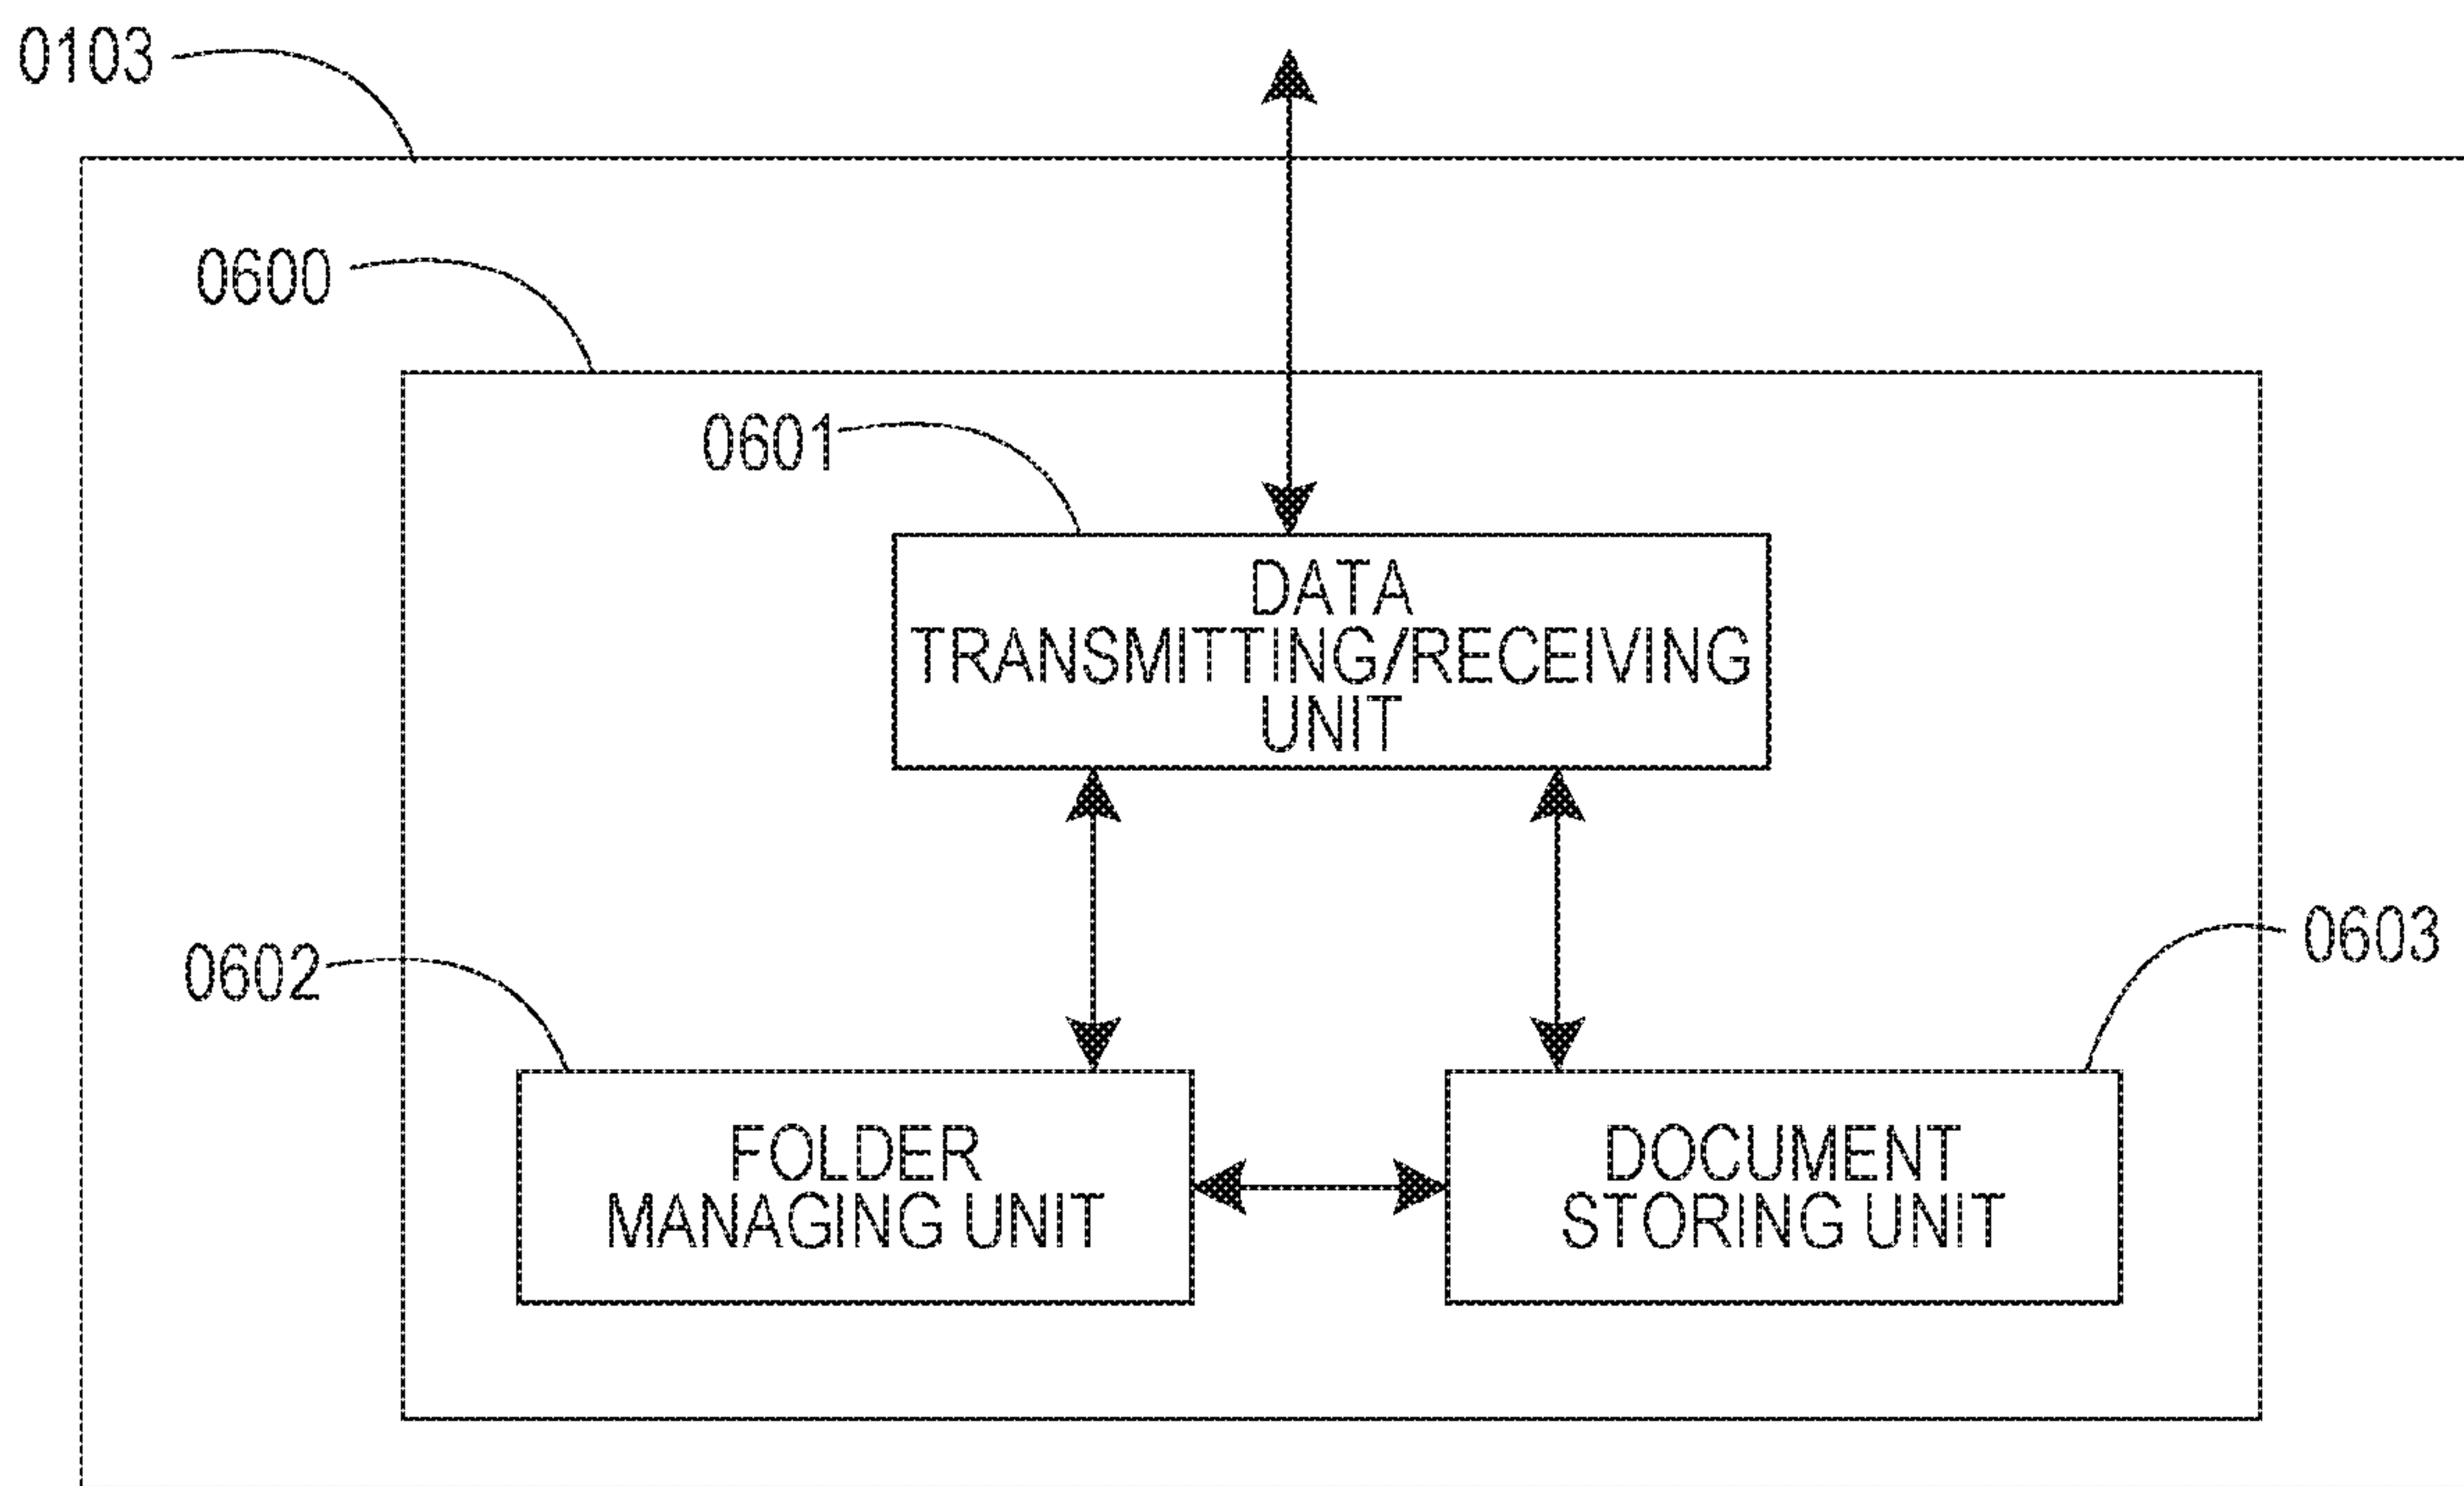 0103
0600
0601
DATA
TRANSMITTING/RECEIVING
UNIT
0602
0603
FOLDER
MANAGING UNIT
DOCUMENT
STORING UNIT